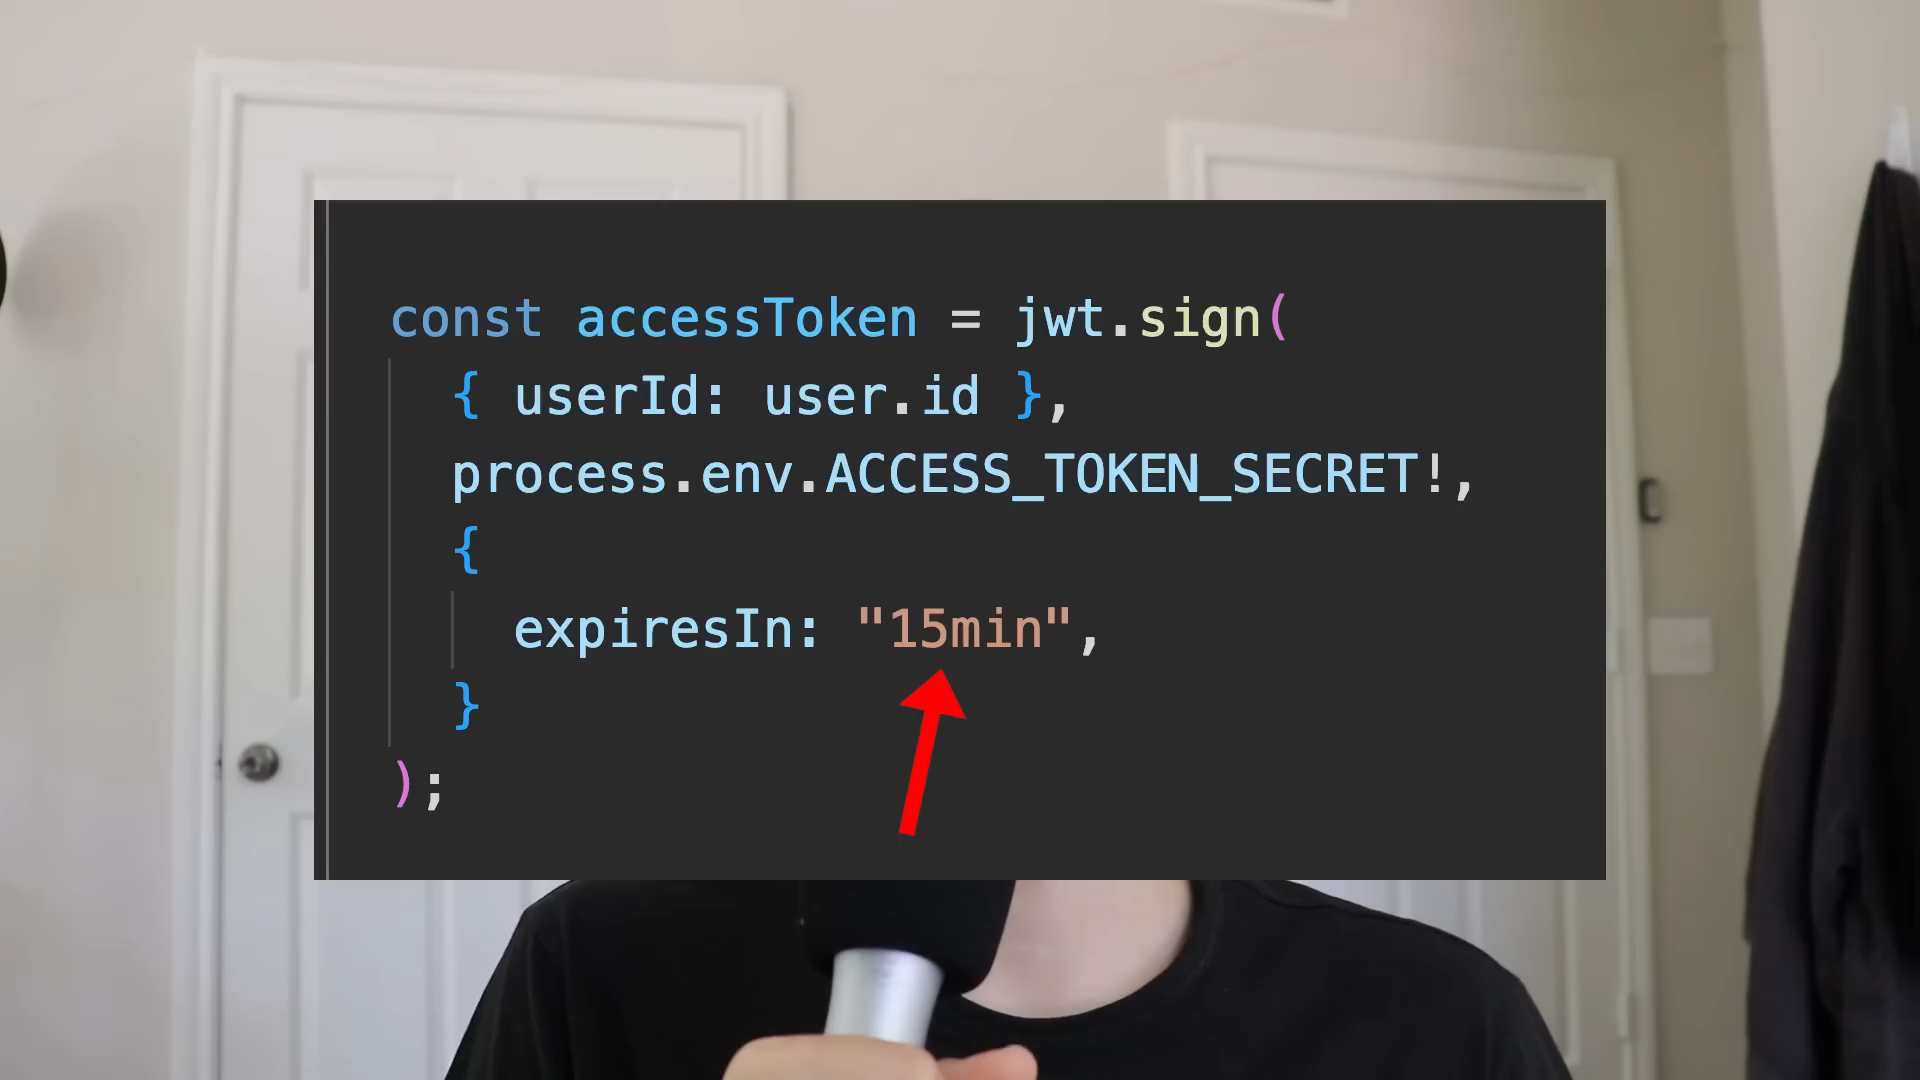 const accessToken = jwt.sign(
{ userId: user.id },
process.env.ACCESS_TOKEN_SECRET!,
{
expiresIn: "15min",
}
);